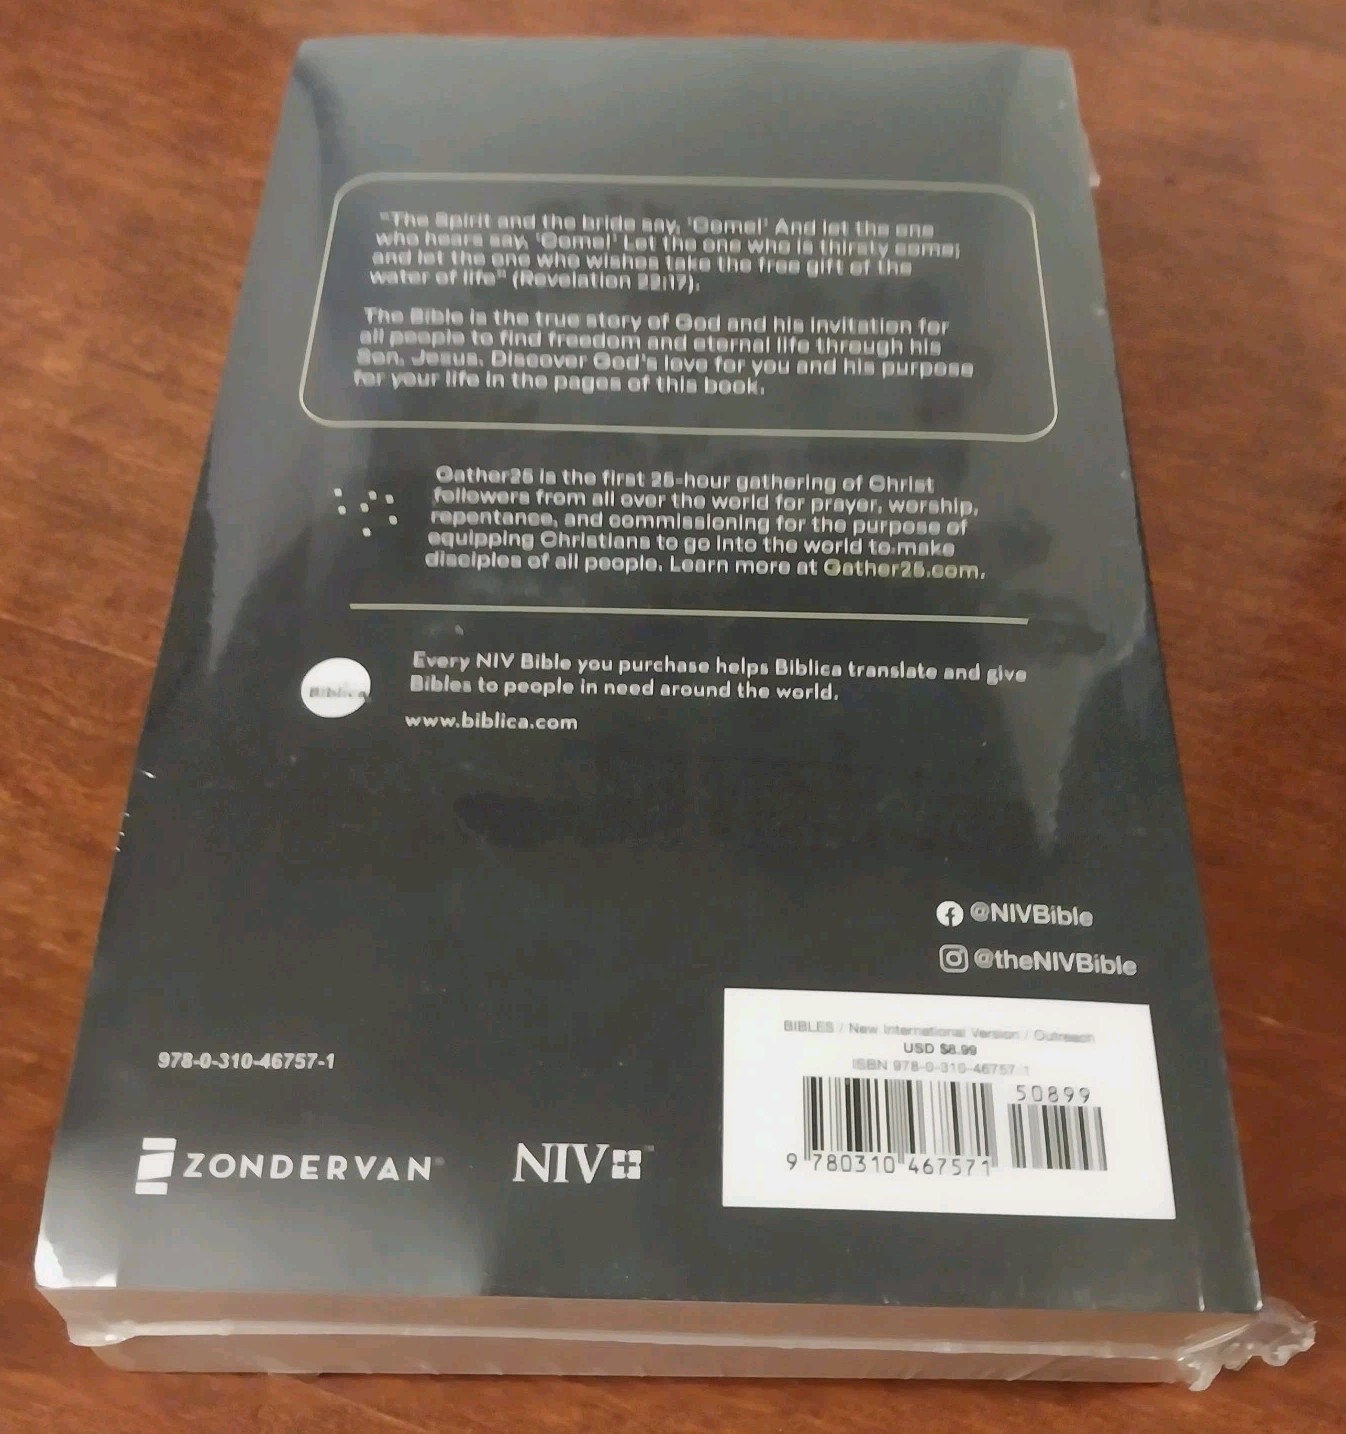 "The Spirit and the bride say, 'Come!' And let the one
who hears say, 'Come!' Let the one who is thirsty come;
and let the one who wishes take the free gift of the
water of life" (Revelation 22:17).
The Bible is the true story of God and his invitation for
all people to find freedom and eternal life through his
Son, Jesus. Discover God's love for you and his purpose
for your life in the pages of this book.
Gather25 is the first 25-hour gathering of Christ
followers from all over the world for prayer, worship,
repentance, and commissioning for the purpose of
equipping Christians to go into the world to make
disciples of all people. Learn more at Gather25.com.
Biblica
Every NIV Bible you purchase helps Biblica translate and give
Bibles to people in need around the world.
www.biblica.com
@NIVBible
@theNIVBible
978-0-310-46757-1
ZONDERVAN
NIV
BIBLES / New International Version / Outreach
USD $8.99
ISBN 978-0-310-46757-1
50899
9 780310 467571